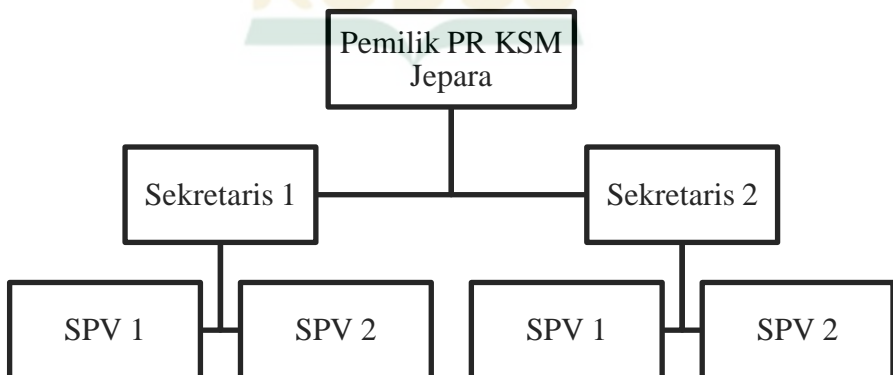 Pemilik PR KSM
Jepara
Sekretaris 1
Sekretaris 2
SPV 1
SPV 2
SPV 1
SPV 2